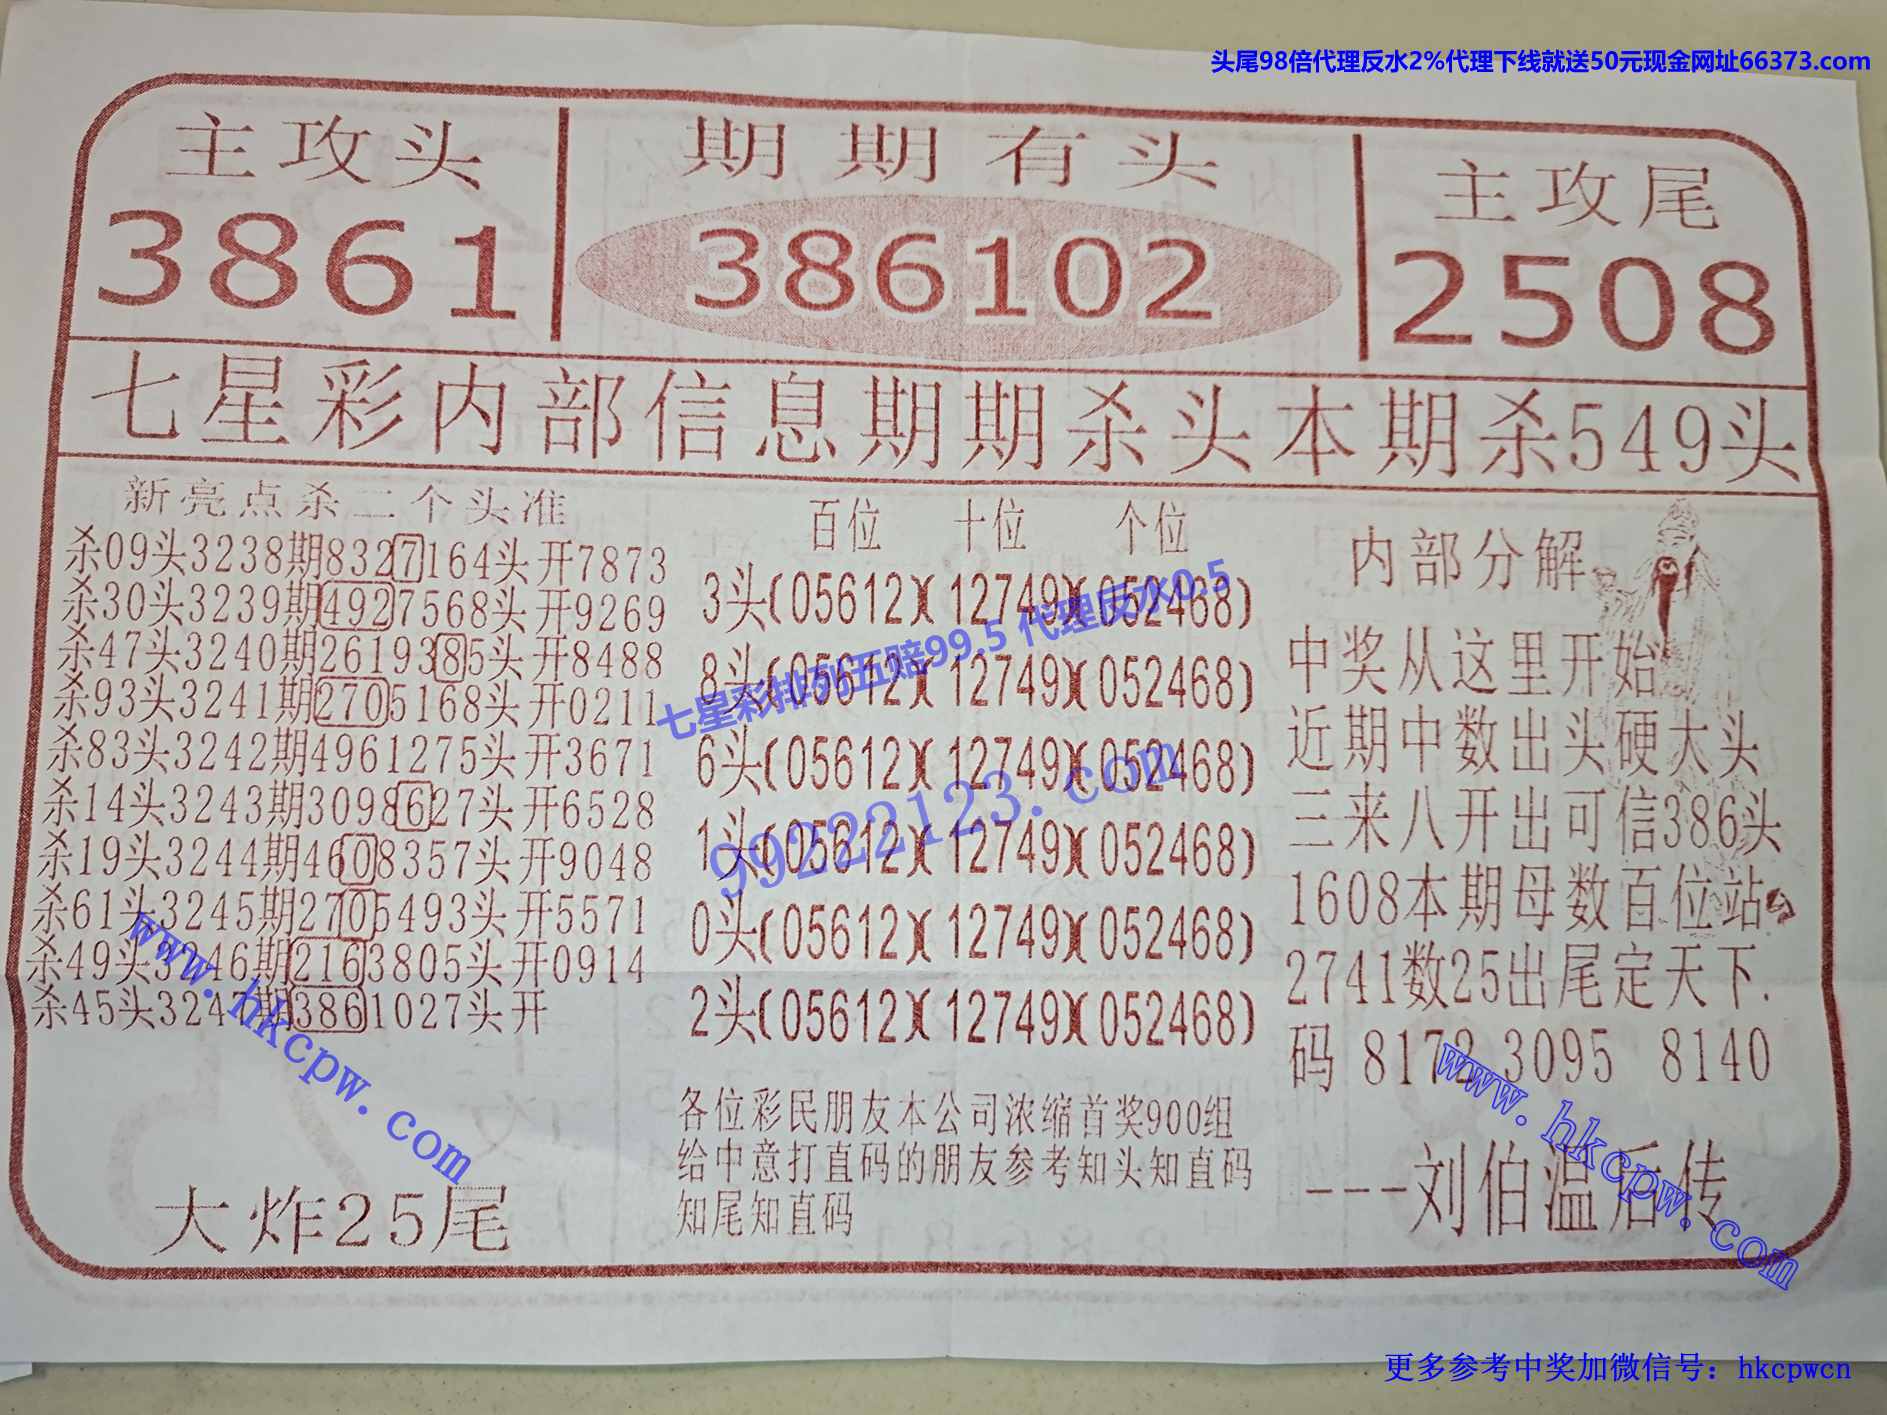 头尾98倍代理反水2%代理下线就送50元现金网址66373.com
主攻头
3861
期期有头
386102
主攻尾
2508
七星彩内部信息期期杀头本期杀549头
新亮点杀二个头准
杀09头3238期8327164头开7873
杀30头3239期4927568头开9269
杀47头3240期2619385头开8488
杀93头3241期2705168头开0211
杀83头3242期4961275头开3671
杀14头3243期3098627头开6528
杀19头3244期4608357头开9048
杀61头3245期2705493头开5571
杀49头3246期2163805头开0914
杀45头3247期3861027头开
大炸25尾
百位 十位 个位
3头(05612)(12749)(052468)
8头(05612)(12749)(052468)
6头(05612)(12749)(052468)
1头(05612)(12749)(052468)
0头(05612)(12749)(052468)
2头(05612)(12749)(052468)
各位彩民朋友本公司浓缩首奖900组
给中意打直码的朋友参考知头知直码
知尾知直码
内部分解
中奖从这里开始
近期中数出头硬大头
三来八开出可信386头
1608本期母数百位站
2741数25出尾定天下.
码 8172 3095 8140
---刘伯温后传
七星彩排列五赔99.5 代理反水0.5
99222123.com
www.hkcpw.com
www.hkcpw.com
更多参考中奖加微信号：hkcpwcn